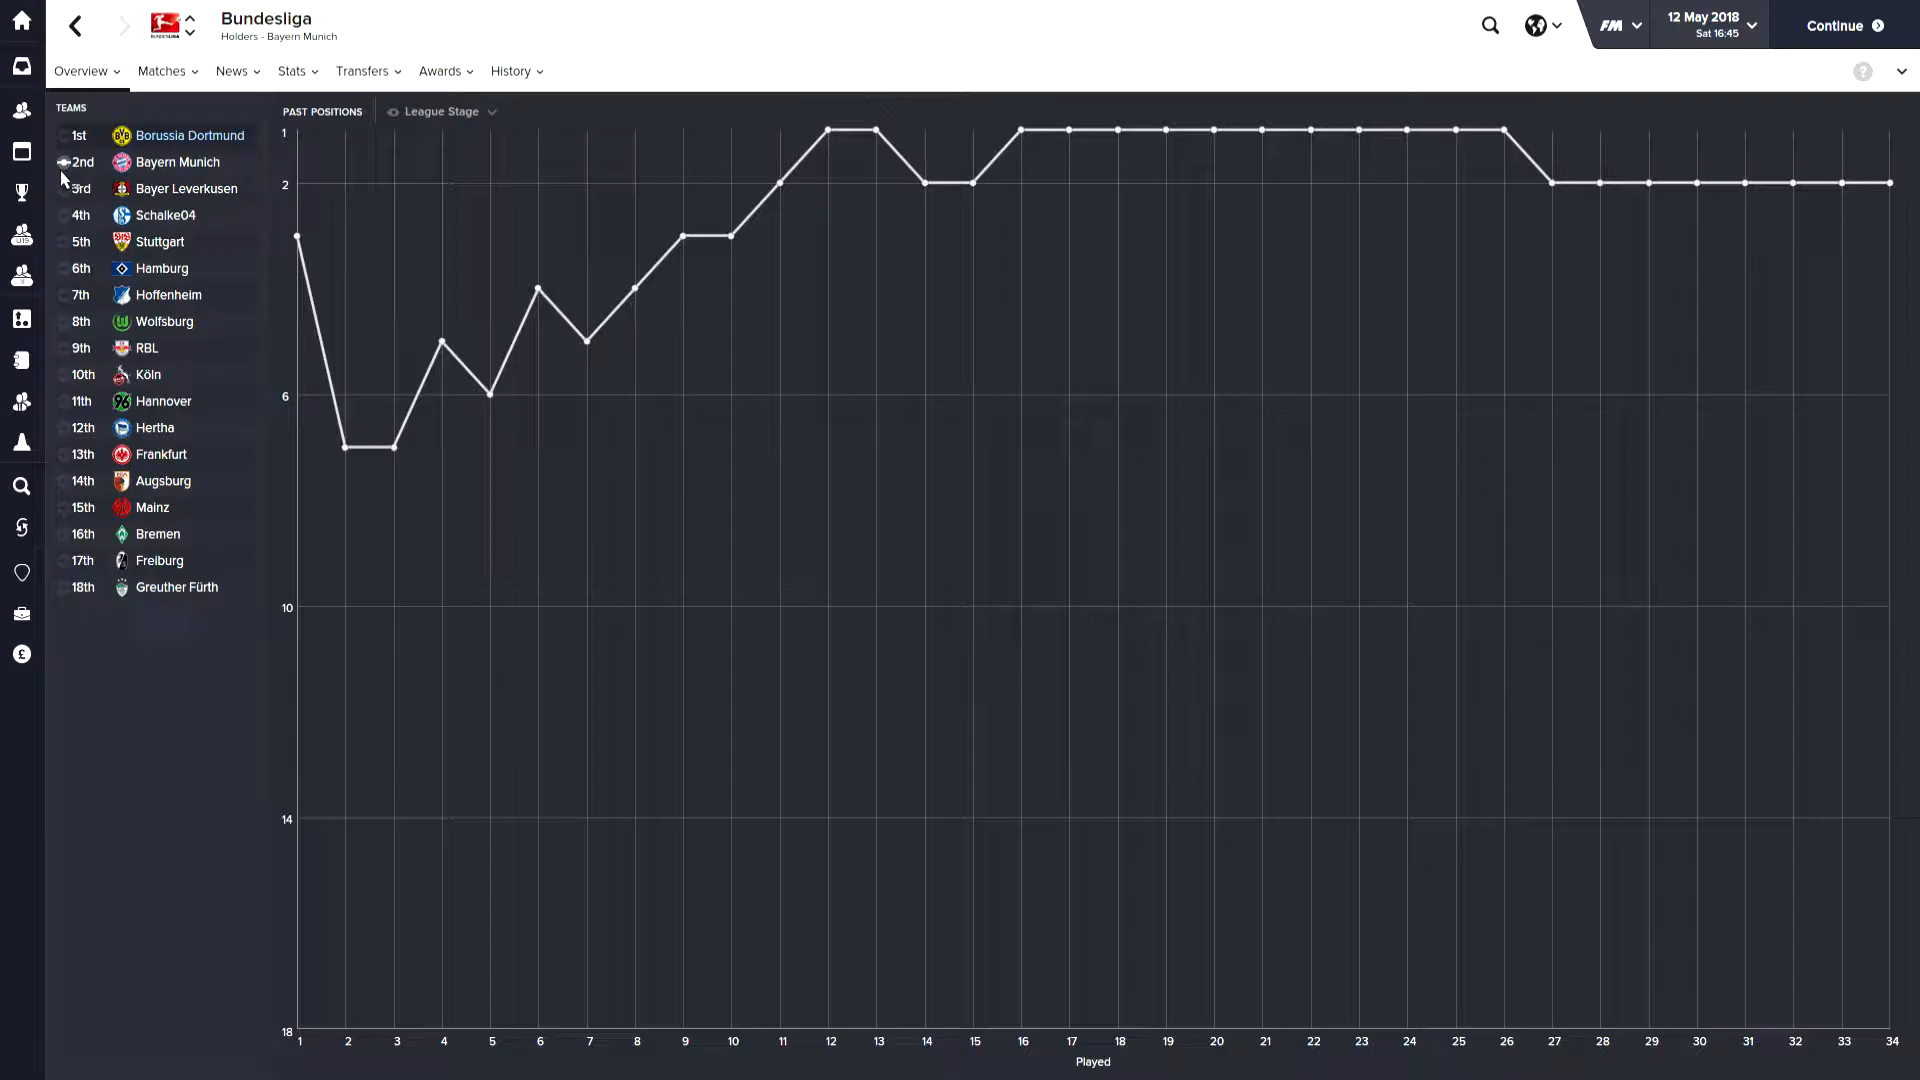 Bundesliga
Holders - Bayern Munich
FM
12 May 2018
Sat 16:45
Continue
Overview Matches News Stats Transfers Awards History
TEAMS
1st Borussia Dortmund
2nd Bayern Munich
3rd Bayer Leverkusen
4th Schalke04
5th Stuttgart
6th Hamburg
7th Hoffenheim
8th Wolfsburg
9th RBL
10th Köln
11th Hannover
12th Hertha
13th Frankfurt
14th Augsburg
15th Mainz
16th Bremen
17th Freiburg
18th Greuther Fürth
PAST POSITIONS League Stage
1
2
6
10
14
18
1 2 3 4 5 6 7 8 9 10 11 12 13 14 15 16 17 18 19 20 21 22 23 24 25 26 27 28 29 30 31 32 33 34
Played
U19